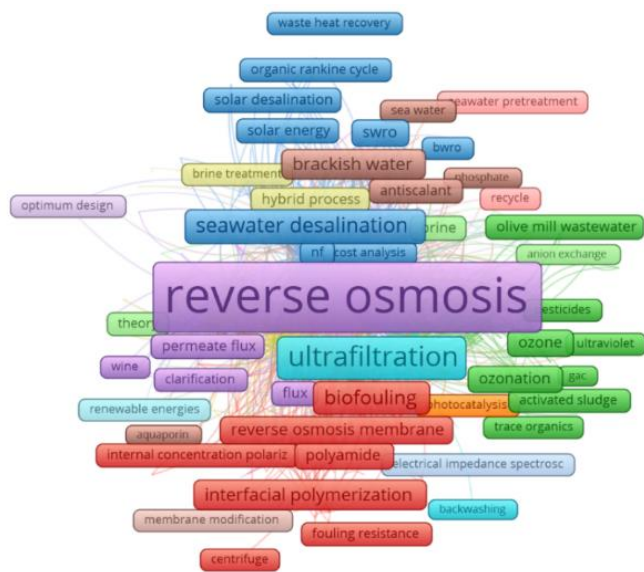 waste heat recovery
organic rankine cycle
solar desalination
sea water
seawater pretreatment
solar energy
swro
bwro
brine treatment
brackish water
phosphate
optimum design
hybrid process
antiscalant
recycle
seawater desalination
brine
olive mill wastewater
nf
cost analysis
anion exchange
reverse osmosis
pesticides
theory
permeate flux
ozone
ultraviolet
wine
clarification
ultrafiltration
ozonation
gac
renewable energies
flux
biofouling
photocatalysis
activated sludge
aquaporin
reverse osmosis membrane
trace organics
internal concentration polariz
polyamide
electrical impedance spectrosc
interfacial polymerization
backwashing
membrane modification
fouling resistance
centrifuge